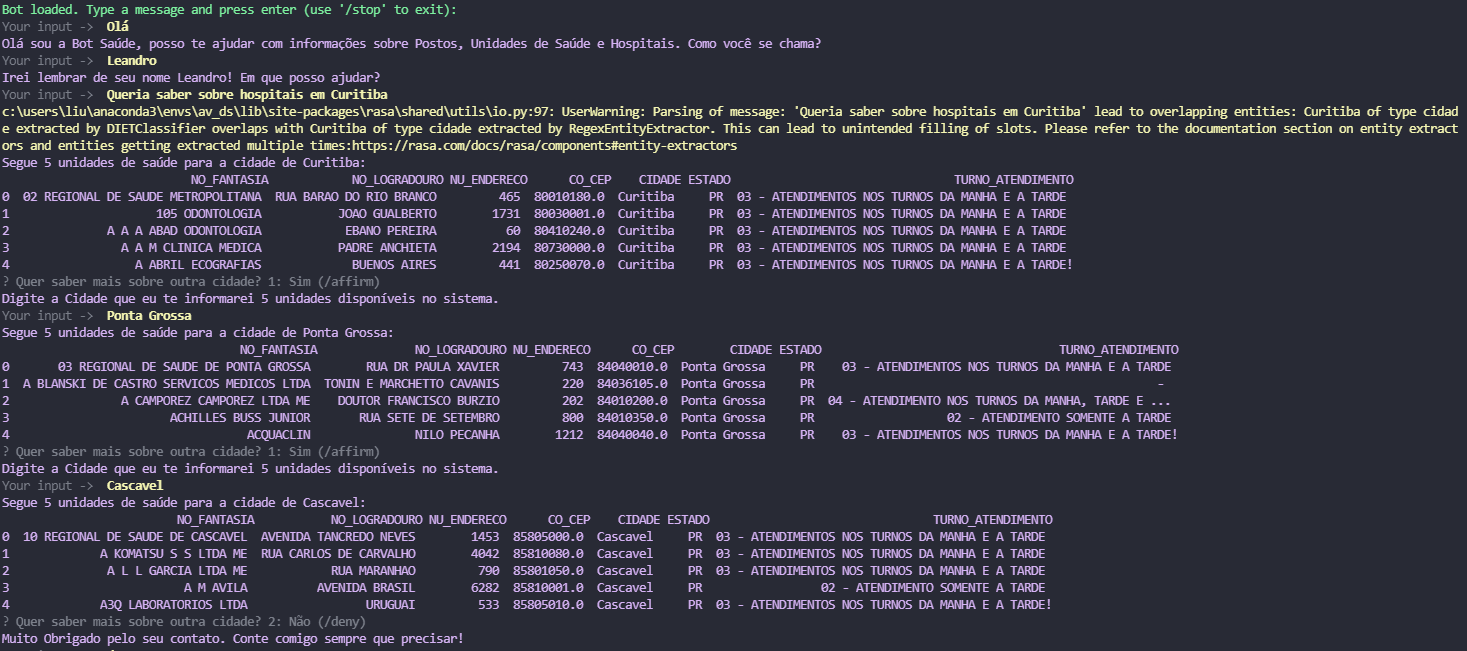 Bot loaded. Type a message and press enter (use '/stop' to exit):
Your input -> Olá
Olá sou a Bot Saúde, posso te ajudar com informações sobre Postos, Unidades de Saúde e Hospitais. Como você se chama?
Your input -> Leandro
Irei lembrar de seu nome Leandro! Em que posso ajudar?
Your input -> Queria saber sobre hospitais em Curitiba
c:\users\liu\anaconda3\envs\av_ds\lib\site-packages\rasa\shared\utils\io.py:97: UserWarning: Parsing of message: 'Queria saber sobre hospitais em Curitiba' lead to overlapping entities: Curitiba of type cidad
e extracted by DIETClassifier overlaps with Curitiba of type cidade extracted by RegexEntityExtractor. This can lead to unintended filling of slots. Please refer to the documentation section on entity extract
ors and entities getting extracted multiple times:https://rasa.com/docs/rasa/components#entity-extractors
Segue 5 unidades de saúde para a cidade de Curitiba:
NO_FANTASIA NO_LOGRADOURO NU_ENDERECO CO_CEP CIDADE ESTADO TURNO_ATENDIMENTO
0 02 REGIONAL DE SAUDE METROPOLITANA RUA BARAO DO RIO BRANCO 465 80010180.0 Curitiba PR 03 - ATENDIMENTOS NOS TURNOS DA MANHA E A TARDE
1 105 ODONTOLOGIA JOAO GUALBERTO 1731 80030001.0 Curitiba PR 03 - ATENDIMENTOS NOS TURNOS DA MANHA E A TARDE
2 A A A ABAD ODONTOLOGIA EBANO PEREIRA 60 80410240.0 Curitiba PR 03 - ATENDIMENTOS NOS TURNOS DA MANHA E A TARDE
3 A A M CLINICA MEDICA PADRE ANCHIETA 2194 80730000.0 Curitiba PR 03 - ATENDIMENTOS NOS TURNOS DA MANHA E A TARDE
4 A ABRIL ECOGRAFIAS BUENOS AIRES 441 80250070.0 Curitiba PR 03 - ATENDIMENTOS NOS TURNOS DA MANHA E A TARDE!
? Quer saber mais sobre outra cidade? 1: Sim (/affirm)
Digite a Cidade que eu te informarei 5 unidades disponíveis no sistema.
Your input -> Ponta Grossa
Segue 5 unidades de saúde para a cidade de Ponta Grossa:
NO_FANTASIA NO_LOGRADOURO NU_ENDERECO CO_CEP CIDADE ESTADO TURNO_ATENDIMENTO
0 03 REGIONAL DE SAUDE DE PONTA GROSSA RUA DR PAULA XAVIER 743 84040010.0 Ponta Grossa PR 03 - ATENDIMENTOS NOS TURNOS DA MANHA E A TARDE
1 A BLANSKI DE CASTRO SERVICOS MEDICOS LTDA TONIN E MARCHETTO CAVANIS 220 84036105.0 Ponta Grossa PR -
2 A CAMPOREZ CAMPOREZ LTDA ME DOUTOR FRANCISCO BURZIO 202 84010200.0 Ponta Grossa PR 04 - ATENDIMENTO NOS TURNOS DA MANHA, TARDE E ...
3 ACHILLES BUSS JUNIOR RUA SETE DE SETEMBRO 800 84010350.0 Ponta Grossa PR 02 - ATENDIMENTO SOMENTE A TARDE
4 ACQUACLIN NILO PECANHA 1212 84040040.0 Ponta Grossa PR 03 - ATENDIMENTOS NOS TURNOS DA MANHA E A TARDE!
? Quer saber mais sobre outra cidade? 1: Sim (/affirm)
Digite a Cidade que eu te informarei 5 unidades disponíveis no sistema.
Your input -> Cascavel
Segue 5 unidades de saúde para a cidade de Cascavel:
NO_FANTASIA NO_LOGRADOURO NU_ENDERECO CO_CEP CIDADE ESTADO TURNO_ATENDIMENTO
0 10 REGIONAL DE SAUDE DE CASCAVEL AVENIDA TANCREDO NEVES 1453 85805000.0 Cascavel PR 03 - ATENDIMENTOS NOS TURNOS DA MANHA E A TARDE
1 A KOMATSU S S LTDA ME RUA CARLOS DE CARVALHO 4042 85810080.0 Cascavel PR 03 - ATENDIMENTOS NOS TURNOS DA MANHA E A TARDE
2 A L L GARCIA LTDA ME RUA MARANHAO 790 85801050.0 Cascavel PR 03 - ATENDIMENTOS NOS TURNOS DA MANHA E A TARDE
3 A M AVILA AVENIDA BRASIL 6282 85810001.0 Cascavel PR 02 - ATENDIMENTO SOMENTE A TARDE
4 A3Q LABORATORIOS LTDA URUGUAI 533 85805010.0 Cascavel PR 03 - ATENDIMENTOS NOS TURNOS DA MANHA E A TARDE!
? Quer saber mais sobre outra cidade? 2: Não (/deny)
Muito Obrigado pelo seu contato. Conte comigo sempre que precisar!